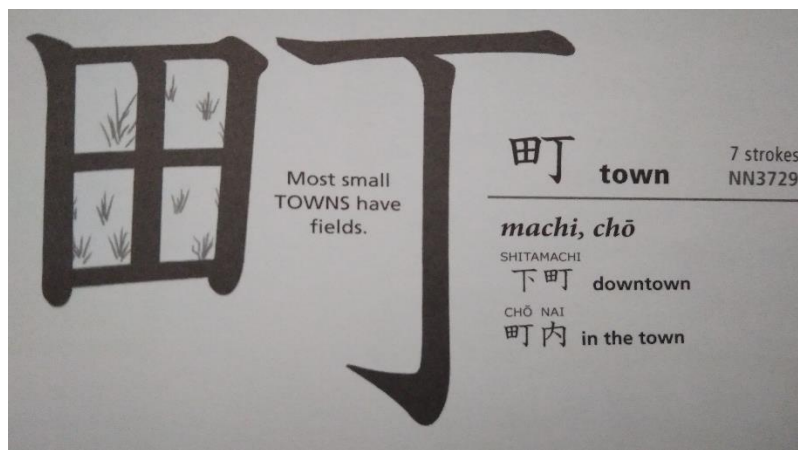 町
Most small
TOWNS have
fields.
町 town
7 strokes
NN3729
machi, chō
SHITAMACHI
下町 downtown
CHŌ NAI
町内 in the town